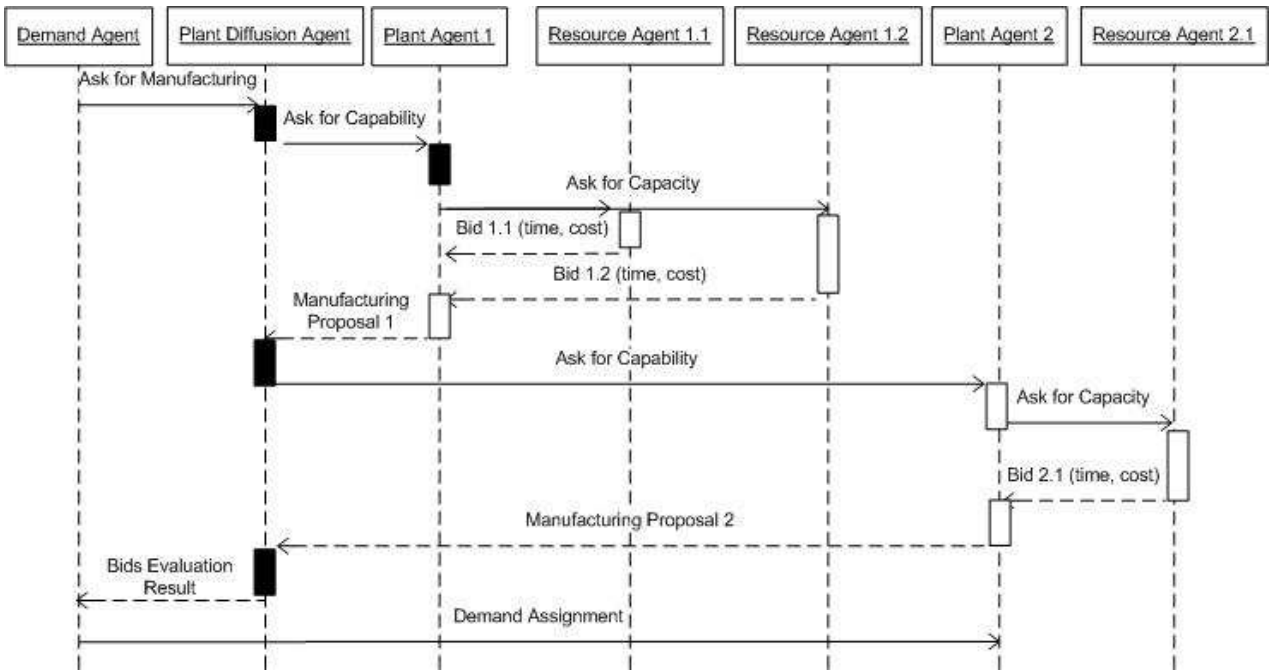 Demand Agent
Plant Diffusion Agent
Plant Agent 1
Resource Agent 1.1
Resource Agent 1.2
Plant Agent 2
Resource Agent 2.1
Ask for Manufacturing
Ask for Capability
Ask for Capacity
Bid 1.1 (time, cost)
Bid 1.2 (time, cost)
Manufacturing
Proposal 1
Ask for Capability
Ask for Capacity
Bid 2.1 (time, cost)
Manufacturing Proposal 2
Bids Evaluation
Result
Demand Assignment